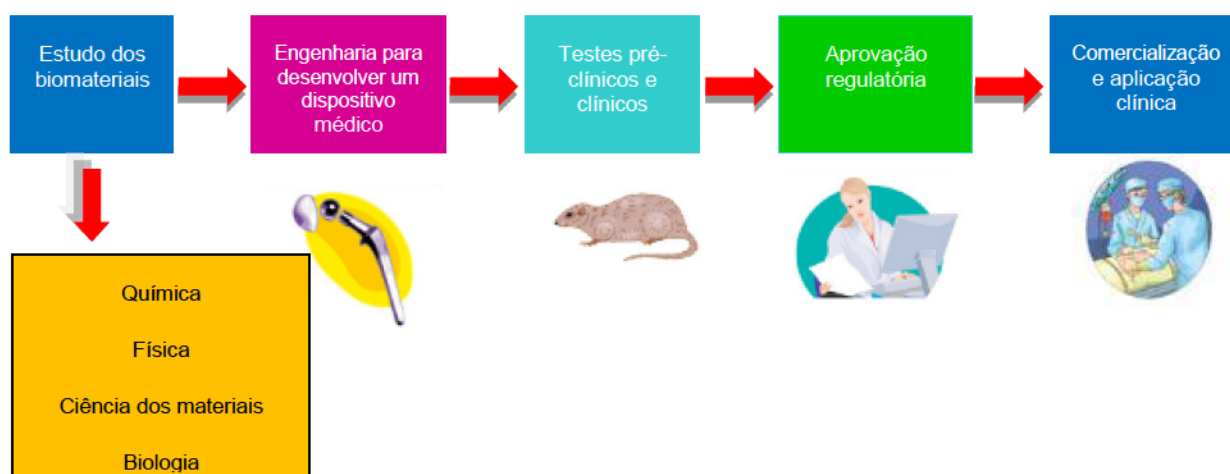 Estudo dos
biomateriais
Engenharia para
desenvolver um
dispositivo
médico
Testes pré-
clínicos e
clínicos
Aprovação
regulatória
Comercialização
e aplicação
clínica
Química
Física
Ciência dos materiais
Biologia